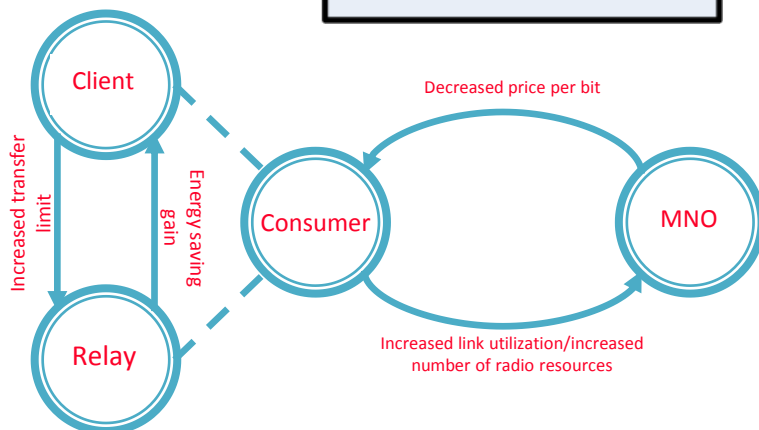 Client
Decreased price per bit
Increased transfer
limit
Energy saving
gain
Consumer
MNO
Relay
Increased link utilization/increased
number of radio resources